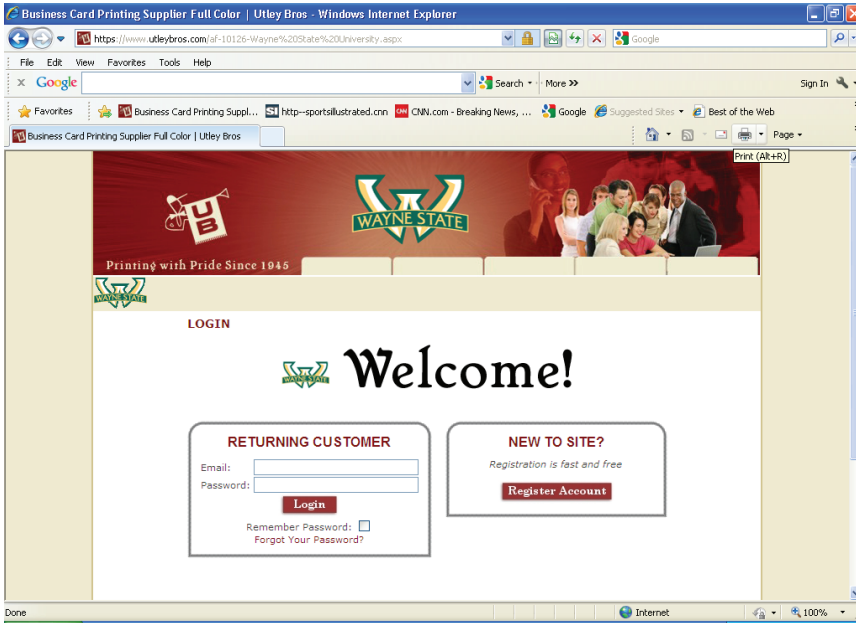 Business Card Printing Supplier Full Color | Utley Bros - Windows Internet Explorer
https://www.utleybros.com/af-10126-Wayne%20State%20University.aspx
Google
File Edit View Favorites Tools Help
x Google Search More >> Sign In
Favorites Business Card Printing Suppl... SI http--sportsillustrated.cnn CNN CNN.com - Breaking News, ... Google Suggested Sites Best of the Web
Business Card Printing Supplier Full Color | Utley Bros
Page
Print (Alt+R)
UB
WAYNE STATE
Printing with Pride Since 1945
WAYNE STATE
LOGIN
WAYNE STATE
Welcome!
RETURNING CUSTOMER
Email:
Password:
Login
Remember Password:
Forgot Your Password?
NEW TO SITE?
Registration is fast and free
Register Account
Done Internet 100%